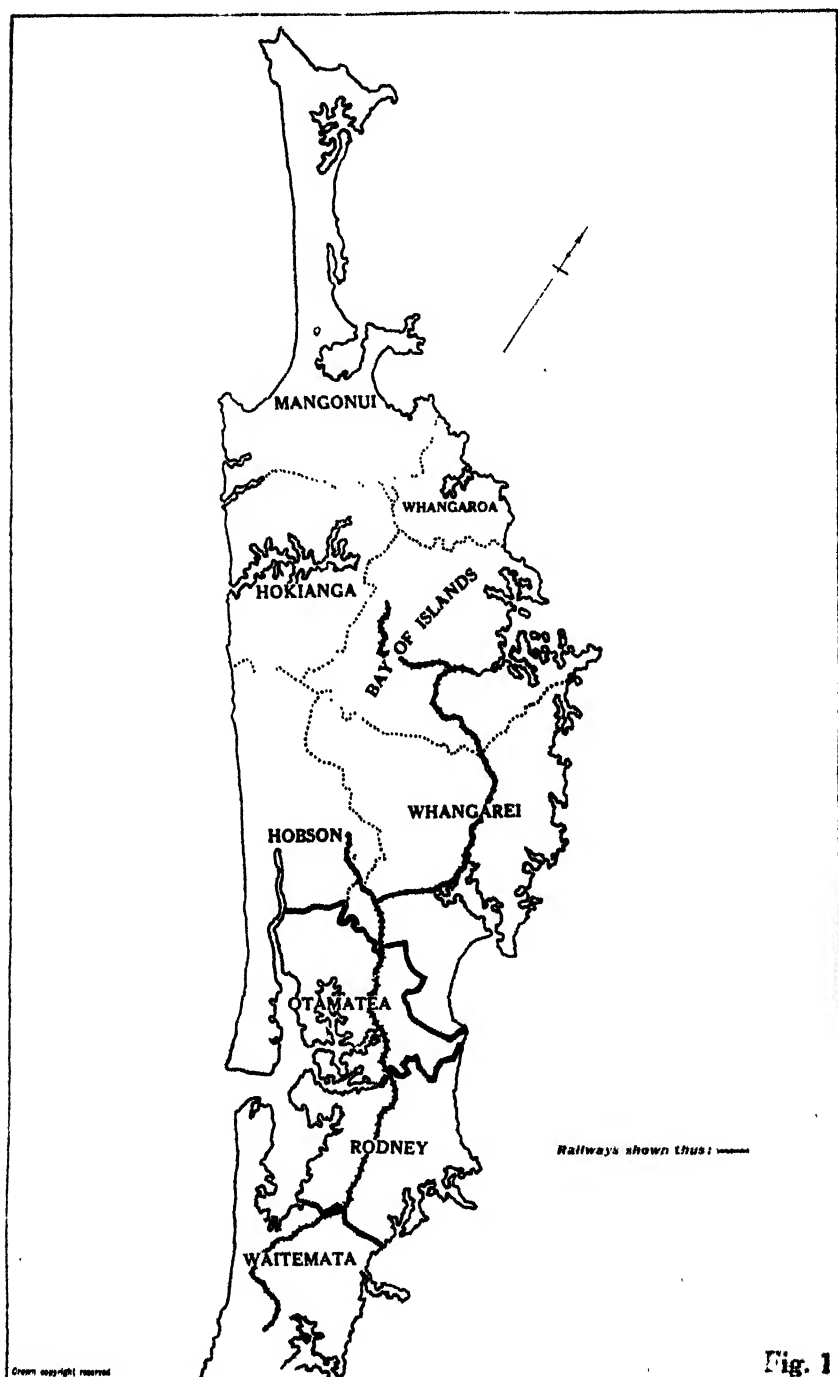 MANGONUI
WHANGAROA
HOKIANGA
BAY OF ISLANDS
WHANGAREI
HOBSON
OTAMATEA
RODNEY
Railways shown thus:
WAITEMATA
Crown copyright reserved
Fig. 1